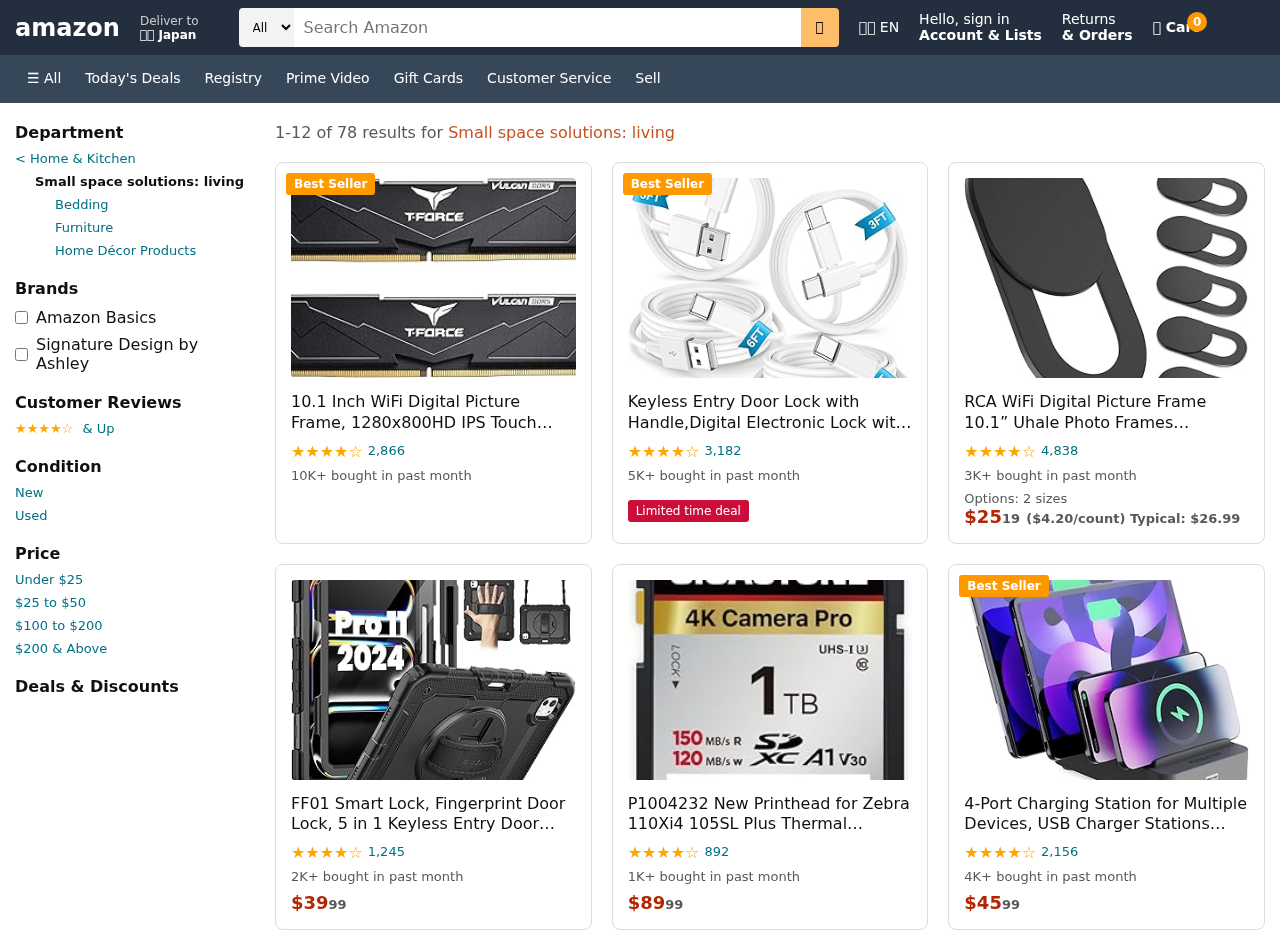 amazon
Deliver to
Japan
All
Search Amazon
EN
Hello, sign in
Account & Lists
Returns
& Orders
0
☰ All
Today's Deals
Registry
Prime Video
Gift Cards
Customer Service
Sell
Department
< Home & Kitchen
Small space solutions: living
Bedding
Furniture
Home Décor Products
Brands
Amazon Basics
Signature Design by
Ashley
Customer Reviews
★★★★☆ & Up
Condition
New
Used
Price
Under $25
$25 to $50
$100 to $200
$200 & Above
Deals & Discounts
1-12 of 78 results for Small space solutions: living
Best Seller
VULCAN DDR5
T-FORCE
VULCAN DDR5
T-FORCE
10.1 Inch WiFi Digital Picture
Frame, 1280x800HD IPS Touch…
★★★★☆ 2,866
10K+ bought in past month
Best Seller
3FT
6FT
Keyless Entry Door Lock with
Handle,Digital Electronic Lock wit…
★★★★☆ 3,182
5K+ bought in past month
Limited time deal
RCA WiFi Digital Picture Frame
10.1” Uhale Photo Frames…
★★★★☆ 4,838
3K+ bought in past month
Options: 2 sizes
$25 19 ($4.20/count) Typical: $26.99
Pro 11
2024
FF01 Smart Lock, Fingerprint Door
Lock, 5 in 1 Keyless Entry Door…
★★★★☆ 1,245
2K+ bought in past month
$39 99
4K Camera Pro
UHS-I 3
10
LOCK
1 TB
150 MB/s R
120 MB/s W
SD XC A1 V30
P1004232 New Printhead for Zebra
110Xi4 105SL Plus Thermal…
★★★★☆ 892
1K+ bought in past month
$89 99
Best Seller
4-Port Charging Station for Multiple
Devices, USB Charger Stations…
★★★★☆ 2,156
4K+ bought in past month
$45 99